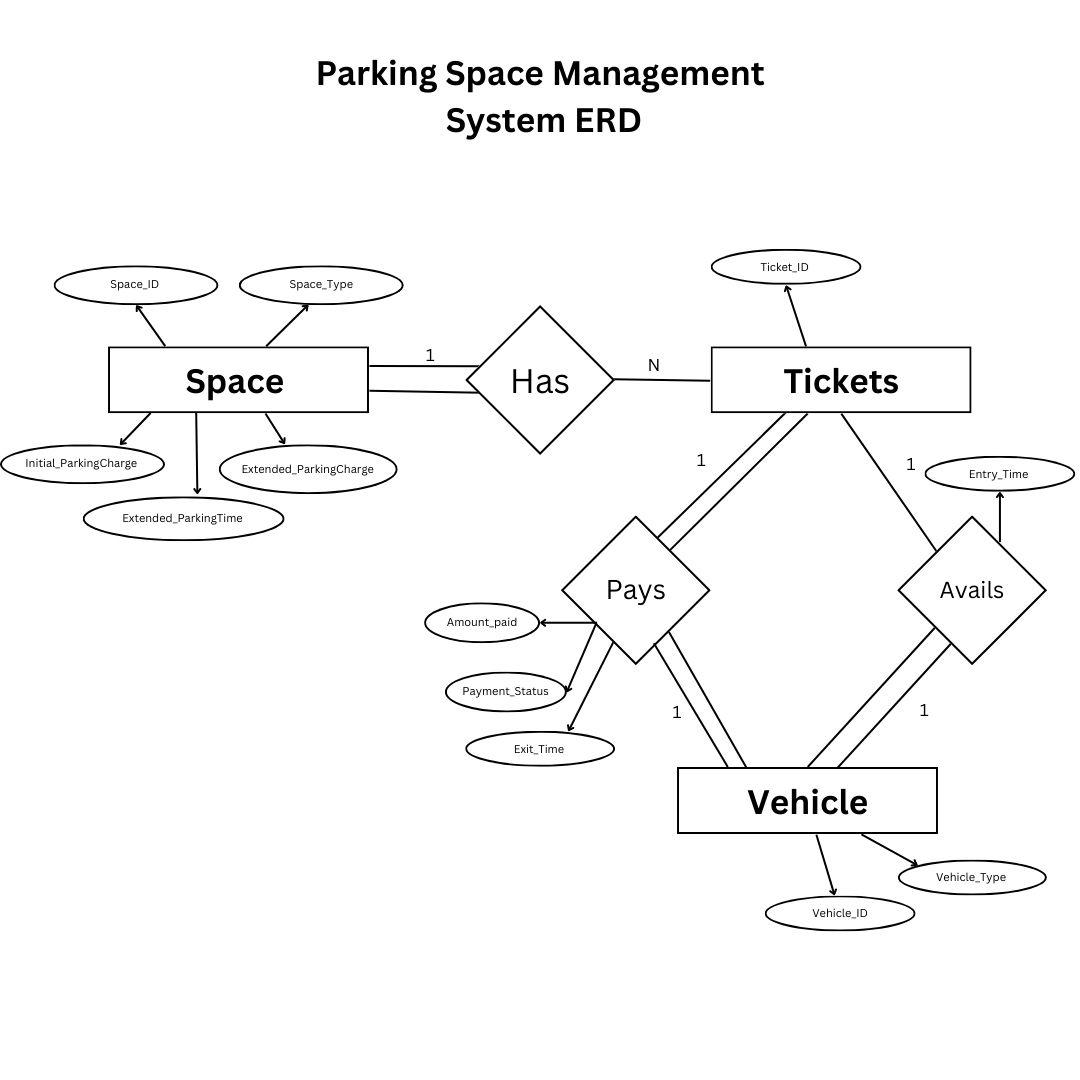 Parking Space Management
System ERD
Ticket_ID
Space_ID
Space_Type
1
N
Space
Has
Tickets
1
1
Initial_ParkingCharge
Extended_ParkingCharge
Entry_Time
Extended_ParkingTime
Pays
Avails
Amount_paid
Payment_Status
1
1
Exit_Time
Vehicle
Vehicle_Type
Vehicle_ID